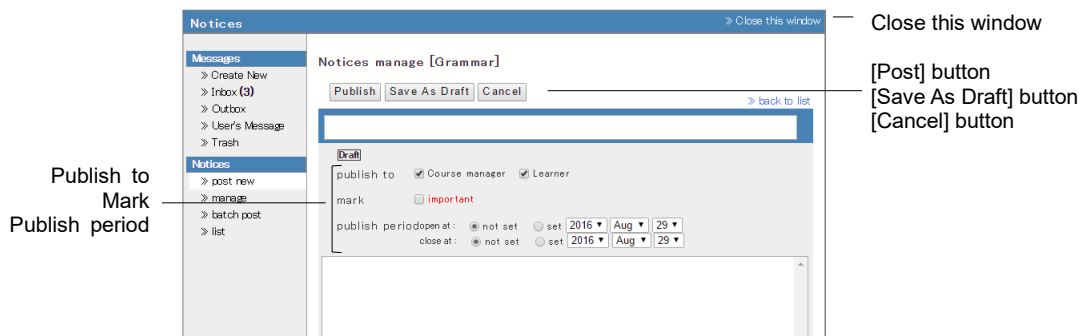 Notices
» Close this window
Close this window
Messages
» Create New
» Inbox (3)
» Outbox
» User's Message
» Trash
Notices
» post new
» manage
» batch post
» list
Notices manage [Grammar]
Publish Save As Draft Cancel
» back to list
[Post] button
[Save As Draft] button
[Cancel] button
Draft
publish to Course manager Learner
mark important
publish period open at : not set set 2016 Aug 29
close at : not set set 2016 Aug 29
Publish to
Mark
Publish period